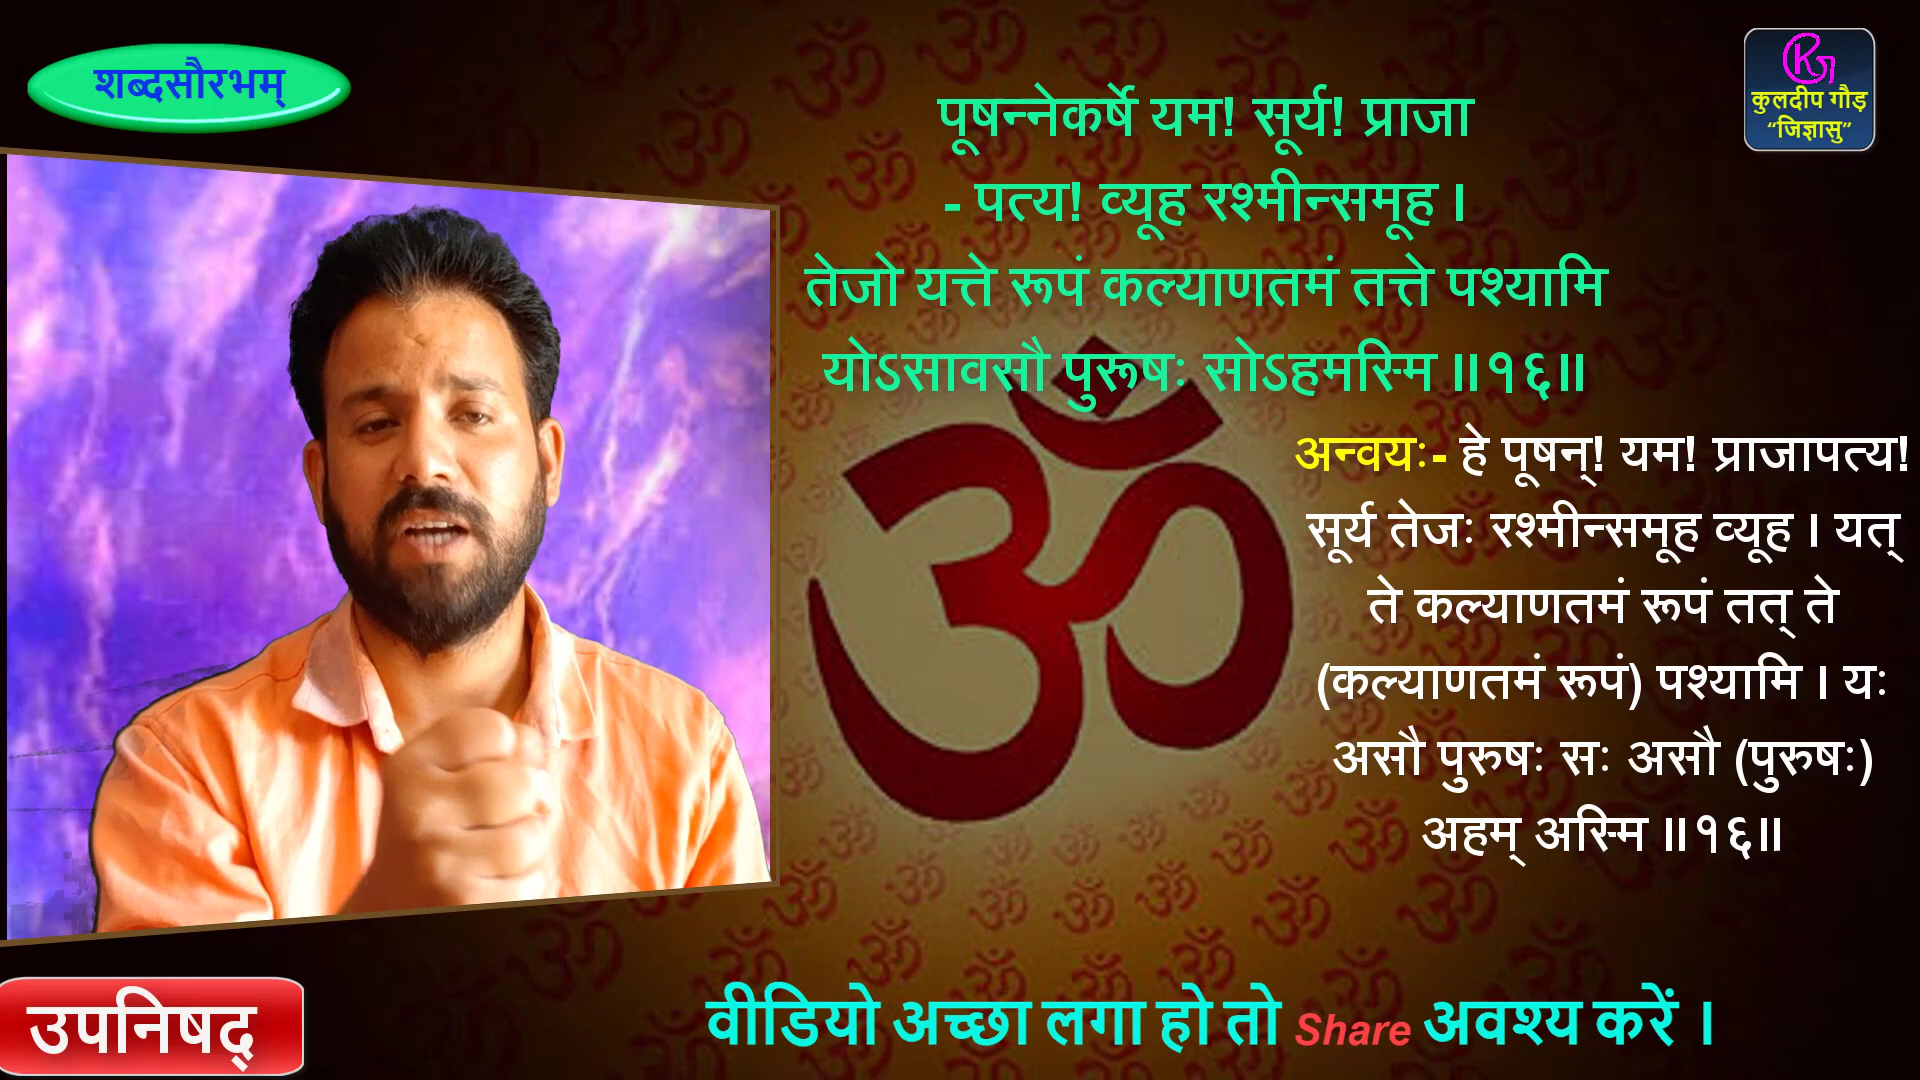 शब्दसौरभम्
कुलदीप गौड़
“जिज्ञासु”
पूषन्नेकर्षे यम! सूर्य! प्राजा
- पत्य! व्यूह रश्मीन्समूह ।
तेजो यत्ते रूपं कल्याणतमं तत्ते पश्यामि
योऽसावसौ पुरूषः सोऽहमस्मि ॥१६॥
अन्वयः- हे पूषन्! यम! प्राजापत्य!
सूर्य तेजः रश्मीन्समूह व्यूह । यत्
ते कल्याणतमं रूपं तत् ते
(कल्याणतमं रूपं) पश्यामि । यः
असौ पुरुषः सः असौ (पुरुषः)
अहम् अस्मि ॥१६॥
उपनिषद्
वीडियो अच्छा लगा हो तो Share अवश्य करें ।